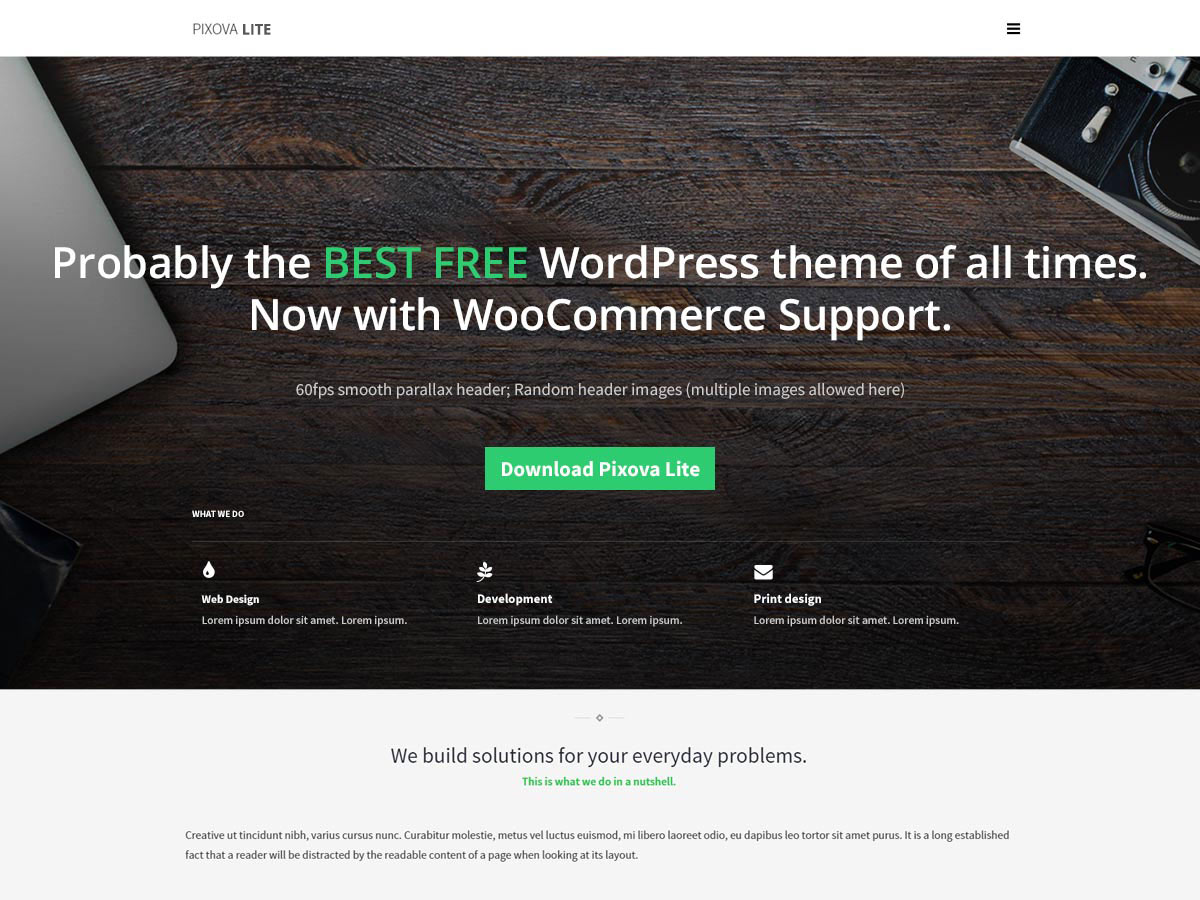 PIXOVA LITE
Probably the BEST FREE WordPress theme of all times.
Now with WooCommerce Support.
60fps smooth parallax header; Random header images (multiple images allowed here)
Download Pixova Lite
WHAT WE DO
Web Design
Lorem ipsum dolor sit amet. Lorem ipsum.
Development
Lorem ipsum dolor sit amet. Lorem ipsum.
Print design
Lorem ipsum dolor sit amet. Lorem ipsum.
We build solutions for your everyday problems.
This is what we do in a nutshell.
Creative ut tincidunt nibh, varius cursus nunc. Curabitur molestie, metus vel luctus euismod, mi libero laoreet odio, eu dapibus leo tortor sit amet purus. It is a long established
fact that a reader will be distracted by the readable content of a page when looking at its layout.